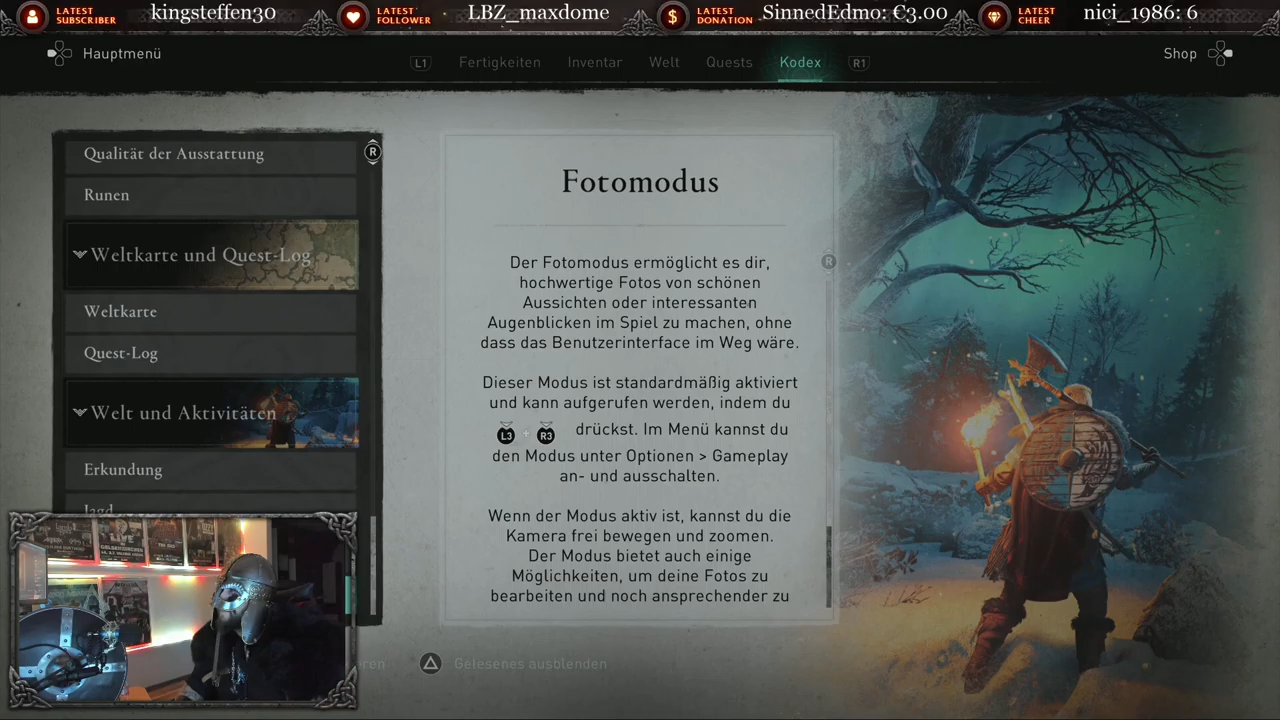 LATEST SUBSCRIBER
kingsteffen30
LATEST FOLLOWER
LBZ_maxdome
LATEST DONATION
SinnedEdmo: €3.00
LATEST CHEER
nici_1986: 6
Hauptmenü
L1 Fertigkeiten Inventar Welt Quests Kodex R1
Shop
Qualität der Ausstattung
R
Runen
Weltkarte und Quest-Log
Weltkarte
Quest-Log
Welt und Aktivitäten
Erkundung
Jagd
Fotomodus
R
Der Fotomodus ermöglicht es dir,
hochwertige Fotos von schönen
Aussichten oder interessanten
Augenblicken im Spiel zu machen, ohne
dass das Benutzerinterface im Weg wäre.
Dieser Modus ist standardmäßig aktiviert
und kann aufgerufen werden, indem du
L3 + R3 drückst. Im Menü kannst du
den Modus unter Optionen > Gameplay
an- und ausschalten.
Wenn der Modus aktiv ist, kannst du die
Kamera frei bewegen und zoomen.
Der Modus bietet auch einige
Möglichkeiten, um deine Fotos zu
bearbeiten und noch ansprechender zu
eren
Gelesenes ausblenden